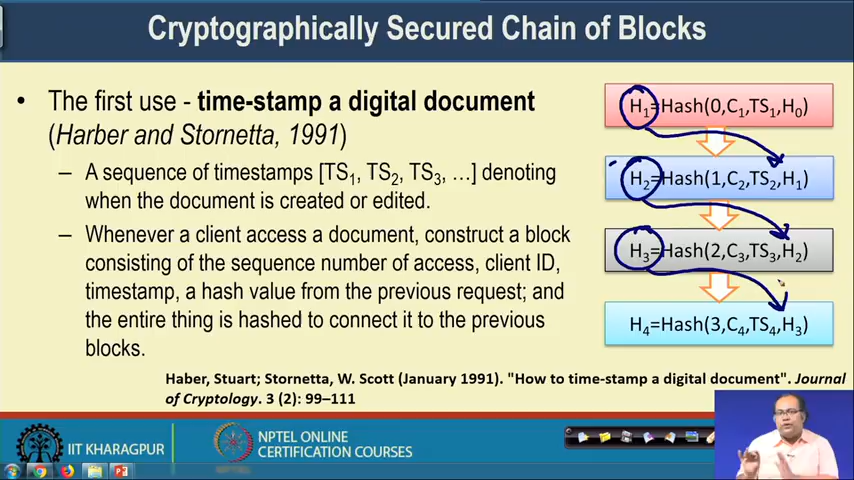 Cryptographically Secured Chain of Blocks
• The first use - time-stamp a digital document
(Harber and Stornetta, 1991)
– A sequence of timestamps [TS1, TS2, TS3, …] denoting
when the document is created or edited.
– Whenever a client access a document, construct a block
consisting of the sequence number of access, client ID,
timestamp, a hash value from the previous request; and
the entire thing is hashed to connect it to the previous
blocks.
H1=Hash(0,C1,TS1,H0)
H2=Hash(1,C2,TS2,H1)
H3=Hash(2,C3,TS3,H2)
H4=Hash(3,C4,TS4,H3)
Haber, Stuart; Stornetta, W. Scott (January 1991). "How to time-stamp a digital document". Journal
of Cryptology. 3 (2): 99–111
IIT KHARAGPUR
NPTEL ONLINE
CERTIFICATION COURSES